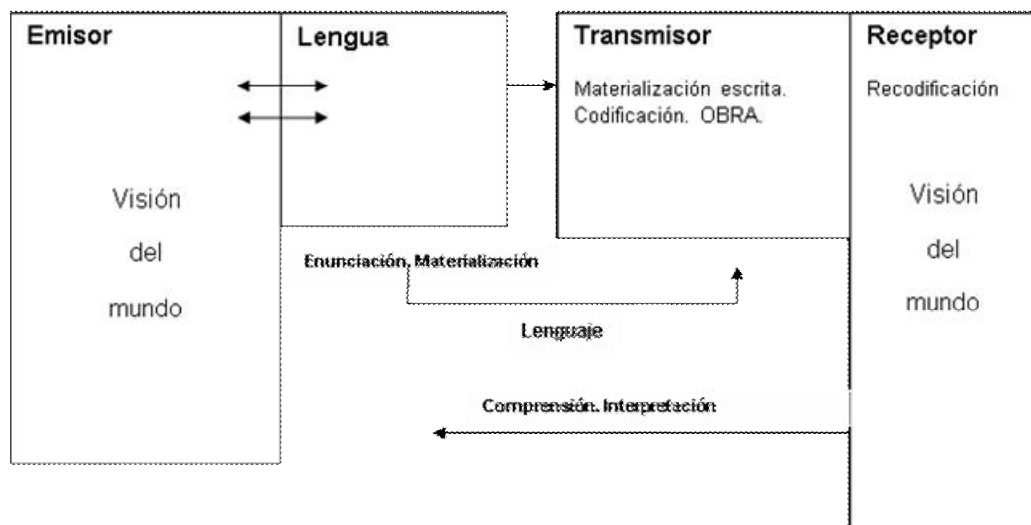 Emisor
Lengua
Transmisor
Receptor
Materialización escrita.
Codificación. OBRA.
Recodificación
Visión
del
mundo
Visión
del
mundo
Enunciación. Materialización
Lenguaje
Comprensión. Interpretación